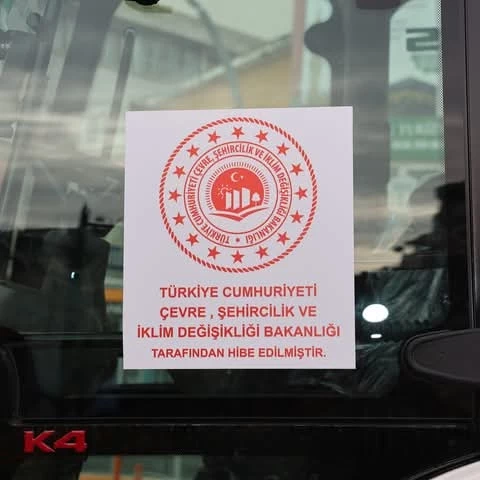 TÜRKİYE CUMHURİYETİ ÇEVRE, ŞEHİRCİLİK VE İKLİM DEĞİŞİKLİĞİ BAKANLIĞI
TÜRKİYE CUMHURİYETİ
ÇEVRE , ŞEHİRCİLİK VE
İKLİM DEĞİŞİKLİĞİ BAKANLIĞI
TARAFINDAN HİBE EDİLMİŞTİR.
K4